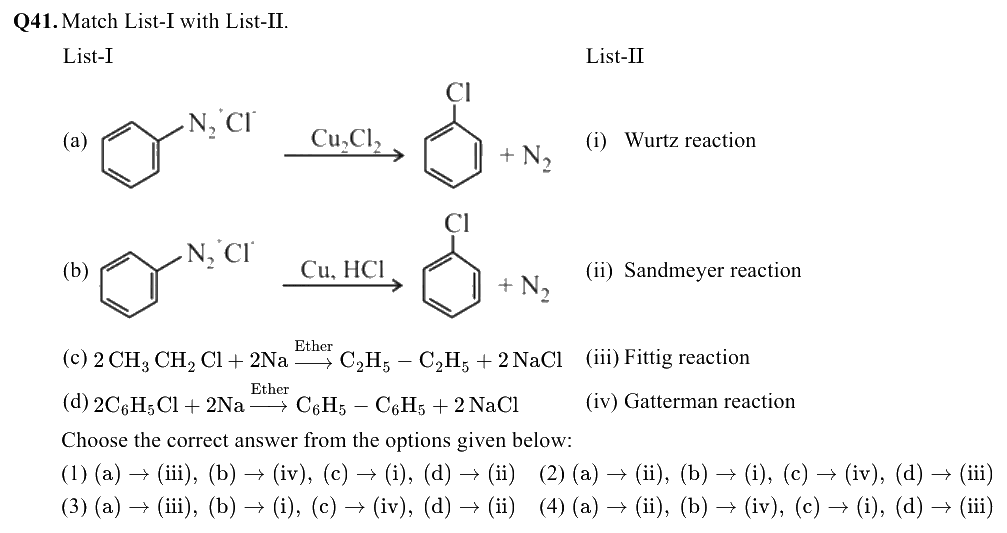 Q41. Match List-I with List-II.
List-I List-II
(a) N₂⁺Cl⁻ Cu₂Cl₂ Cl + N₂ (i) Wurtz reaction
(b) N₂⁺Cl⁻ Cu, HCl Cl + N₂ (ii) Sandmeyer reaction
(c) 2 CH₃ CH₂ Cl + 2Na Ether ⟶ C₂H₅ − C₂H₅ + 2 NaCl (iii) Fittig reaction
(d) 2C₆H₅Cl + 2Na Ether ⟶ C₆H₅ − C₆H₅ + 2 NaCl (iv) Gatterman reaction
Choose the correct answer from the options given below:
(1) (a) → (iii), (b) → (iv), (c) → (i), (d) → (ii) (2) (a) → (ii), (b) → (i), (c) → (iv), (d) → (iii)
(3) (a) → (iii), (b) → (i), (c) → (iv), (d) → (ii) (4) (a) → (ii), (b) → (iv), (c) → (i), (d) → (iii)